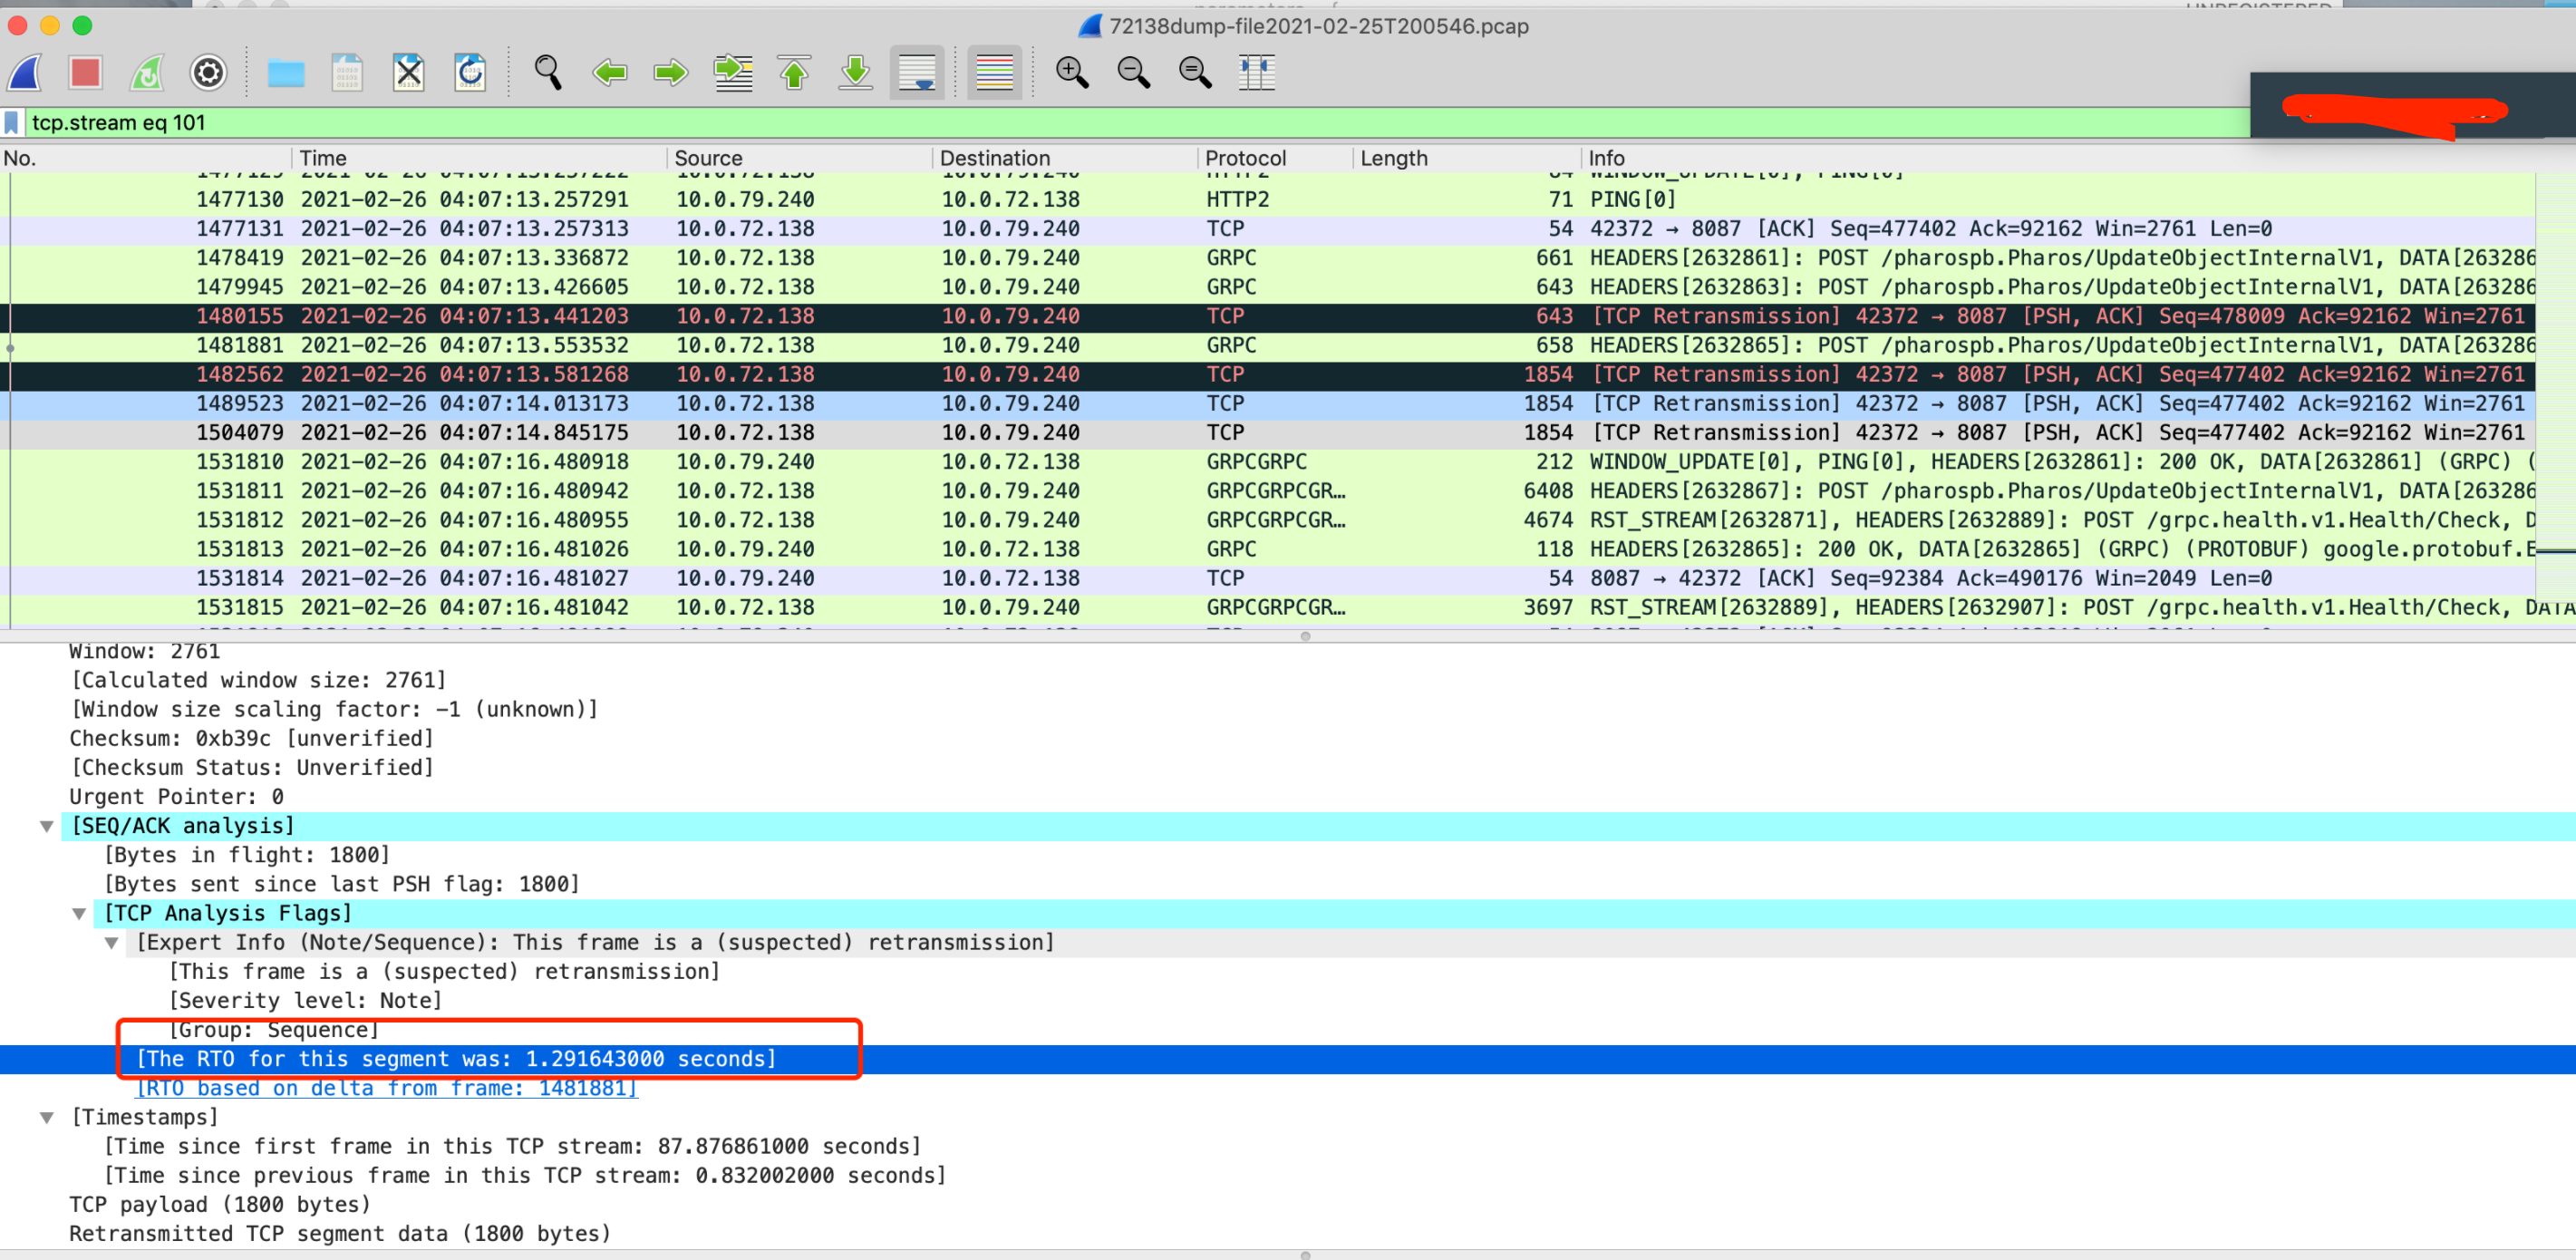 72138dump-file2021-02-25T200546.pcap
tcp.stream eq 101
No. Time Source Destination Protocol Length Info
1477130 2021-02-26 04:07:13.257291 10.0.79.240 10.0.72.138 HTTP2 71 PING[0]
1477131 2021-02-26 04:07:13.257313 10.0.72.138 10.0.79.240 TCP 54 42372 → 8087 [ACK] Seq=477402 Ack=92162 Win=2761 Len=0
1478419 2021-02-26 04:07:13.336872 10.0.72.138 10.0.79.240 GRPC 661 HEADERS[2632861]: POST /pharospb.Pharos/UpdateObjectInternalV1, DATA[263286
1479945 2021-02-26 04:07:13.426605 10.0.72.138 10.0.79.240 GRPC 643 HEADERS[2632863]: POST /pharospb.Pharos/UpdateObjectInternalV1, DATA[263286
1480155 2021-02-26 04:07:13.441203 10.0.72.138 10.0.79.240 TCP 643 [TCP Retransmission] 42372 → 8087 [PSH, ACK] Seq=478009 Ack=92162 Win=2761
1481881 2021-02-26 04:07:13.553532 10.0.72.138 10.0.79.240 GRPC 658 HEADERS[2632865]: POST /pharospb.Pharos/UpdateObjectInternalV1, DATA[263286
1482562 2021-02-26 04:07:13.581268 10.0.72.138 10.0.79.240 TCP 1854 [TCP Retransmission] 42372 → 8087 [PSH, ACK] Seq=477402 Ack=92162 Win=2761
1489523 2021-02-26 04:07:14.013173 10.0.72.138 10.0.79.240 TCP 1854 [TCP Retransmission] 42372 → 8087 [PSH, ACK] Seq=477402 Ack=92162 Win=2761
1504079 2021-02-26 04:07:14.845175 10.0.72.138 10.0.79.240 TCP 1854 [TCP Retransmission] 42372 → 8087 [PSH, ACK] Seq=477402 Ack=92162 Win=2761
1531810 2021-02-26 04:07:16.480918 10.0.79.240 10.0.72.138 GRPCGRPC 212 WINDOW_UPDATE[0], PING[0], HEADERS[2632861]: 200 OK, DATA[2632861] (GRPC) (
1531811 2021-02-26 04:07:16.480942 10.0.72.138 10.0.79.240 GRPCGRPCGR… 6408 HEADERS[2632867]: POST /pharospb.Pharos/UpdateObjectInternalV1, DATA[263286
1531812 2021-02-26 04:07:16.480955 10.0.72.138 10.0.79.240 GRPCGRPCGR… 4674 RST_STREAM[2632871], HEADERS[2632889]: POST /grpc.health.v1.Health/Check, D
1531813 2021-02-26 04:07:16.481026 10.0.79.240 10.0.72.138 GRPC 118 HEADERS[2632865]: 200 OK, DATA[2632865] (GRPC) (PROTOBUF) google.protobuf.E
1531814 2021-02-26 04:07:16.481027 10.0.79.240 10.0.72.138 TCP 54 8087 → 42372 [ACK] Seq=92384 Ack=490176 Win=2049 Len=0
1531815 2021-02-26 04:07:16.481042 10.0.72.138 10.0.79.240 GRPCGRPCGR… 3697 RST_STREAM[2632889], HEADERS[2632907]: POST /grpc.health.v1.Health/Check, DATA
Window: 2761
[Calculated window size: 2761]
[Window size scaling factor: -1 (unknown)]
Checksum: 0xb39c [unverified]
[Checksum Status: Unverified]
Urgent Pointer: 0
[SEQ/ACK analysis]
[Bytes in flight: 1800]
[Bytes sent since last PSH flag: 1800]
[TCP Analysis Flags]
[Expert Info (Note/Sequence): This frame is a (suspected) retransmission]
[This frame is a (suspected) retransmission]
[Severity level: Note]
[Group: Sequence]
[The RTO for this segment was: 1.291643000 seconds]
[RTO based on delta from frame: 1481881]
[Timestamps]
[Time since first frame in this TCP stream: 87.876861000 seconds]
[Time since previous frame in this TCP stream: 0.832002000 seconds]
TCP payload (1800 bytes)
Retransmitted TCP segment data (1800 bytes)